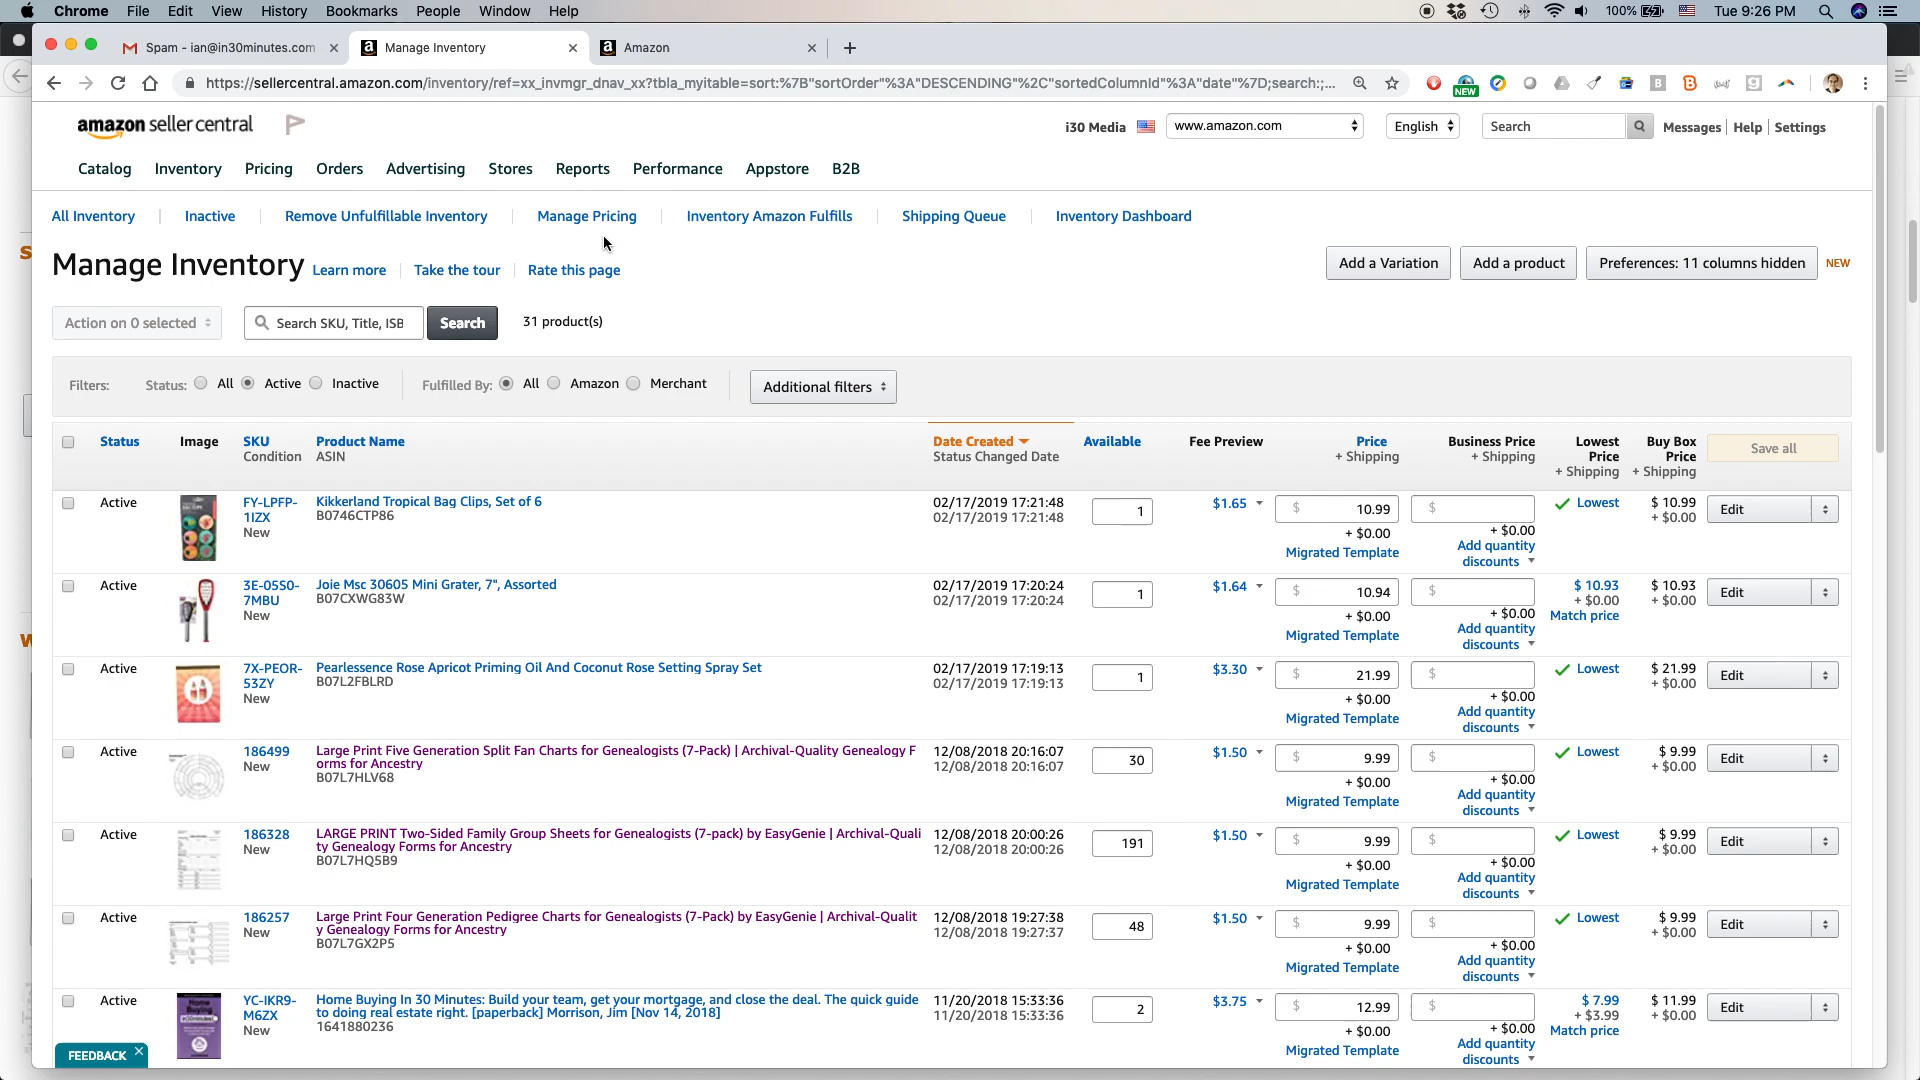 Chrome File Edit View History Bookmarks People Window Help 100% Tue 9:26 PM
Spam - ian@in30minutes.com Manage Inventory Amazon
https://sellercentral.amazon.com/inventory/ref=xx_invmgr_dnav_xx?tbla_myitable=sort:%7B"sortOrder"%3A"DESCENDING"%2C"sortedColumnId"%3A"date"%7D;search:;... NEW
amazon seller central i30 Media www.amazon.com English Search Messages Help Settings
Catalog Inventory Pricing Orders Advertising Stores Reports Performance Appstore B2B
All Inventory Inactive Remove Unfulfillable Inventory Manage Pricing Inventory Amazon Fulfills Shipping Queue Inventory Dashboard
Manage Inventory Learn more Take the tour Rate this page Add a Variation Add a product Preferences: 11 columns hidden NEW
Action on 0 selected Search SKU, Title, ISB Search 31 product(s)
Filters: Status: All Active Inactive Fulfilled By: All Amazon Merchant Additional filters
Status Image SKU Product Name Date Created Available Fee Preview Price Business Price Lowest Buy Box Save all
Condition ASIN Status Changed Date + Shipping + Shipping Price Price
+ Shipping + Shipping
Active FY-LPFP- Kikkerland Tropical Bag Clips, Set of 6 02/17/2019 17:21:48 1 $1.65 $ 10.99 $ Lowest $ 10.99 Edit
1IZX B0746CTP86 02/17/2019 17:21:48 + $0.00
New + $0.00 + $0.00
Migrated Template Add quantity
discounts
Active 3E-05S0- Joie Msc 30605 Mini Grater, 7", Assorted 02/17/2019 17:20:24 1 $1.64 $ 10.94 $ $ 10.93 $ 10.93 Edit
7MBU B07CXWG83W 02/17/2019 17:20:24 + $0.00 + $0.00
New + $0.00 + $0.00 Match price
Migrated Template Add quantity
discounts
Active 7X-PEOR- Pearlessence Rose Apricot Priming Oil And Coconut Rose Setting Spray Set 02/17/2019 17:19:13 1 $3.30 $ 21.99 $ Lowest $ 21.99 Edit
53ZY B07L2FBLRD 02/17/2019 17:19:13 + $0.00
New + $0.00 + $0.00
Migrated Template Add quantity
discounts
Active 186499 Large Print Five Generation Split Fan Charts for Genealogists (7-Pack) | Archival-Quality Genealogy F 12/08/2018 20:16:07 30 $1.50 $ 9.99 $ Lowest $ 9.99 Edit
New orms for Ancestry 12/08/2018 20:16:07 + $0.00
B07L7HLV68 + $0.00 + $0.00
Migrated Template Add quantity
discounts
Active 186328 LARGE PRINT Two-Sided Family Group Sheets for Genealogists (7-pack) by EasyGenie | Archival-Quali 12/08/2018 20:00:26 191 $1.50 $ 9.99 $ Lowest $ 9.99 Edit
New ty Genealogy Forms for Ancestry 12/08/2018 20:00:26 + $0.00
B07L7HQ5B9 + $0.00 + $0.00
Migrated Template Add quantity
discounts
Active 186257 Large Print Four Generation Pedigree Charts for Genealogists (7-Pack) by EasyGenie | Archival-Qualit 12/08/2018 19:27:38 48 $1.50 $ 9.99 $ Lowest $ 9.99 Edit
New y Genealogy Forms for Ancestry 12/08/2018 19:27:37 + $0.00
B07L7GX2P5 + $0.00 + $0.00
Migrated Template Add quantity
discounts
Active YC-IKR9- Home Buying In 30 Minutes: Build your team, get your mortgage, and close the deal. The quick guide 11/20/2018 15:33:36 2 $3.75 $ 12.99 $ $ 7.99 $ 11.99 Edit
M6ZX to doing real estate right. [paperback] Morrison, Jim [Nov 14, 2018] 11/20/2018 15:33:36 + $3.99 + $0.00
New 1641880236 + $0.00 + $0.00 Match price
Migrated Template Add quantity
discounts
FEEDBACK